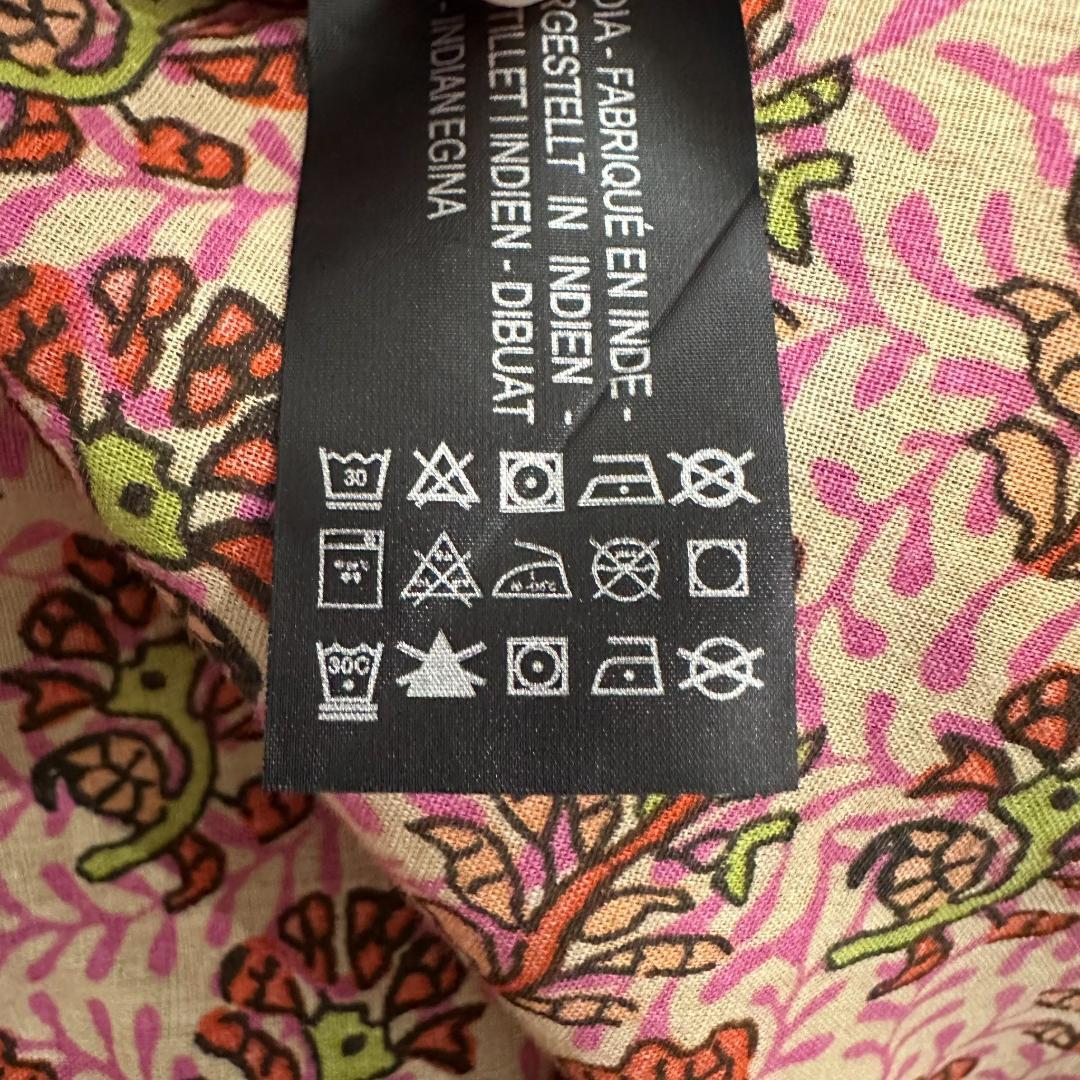 DIA - FABRIQUÉ EN INDE -
RGESTELLT IN INDIEN -
TILLET I INDIEN - DIBUAT
- INDIAN EGINA
30
30C